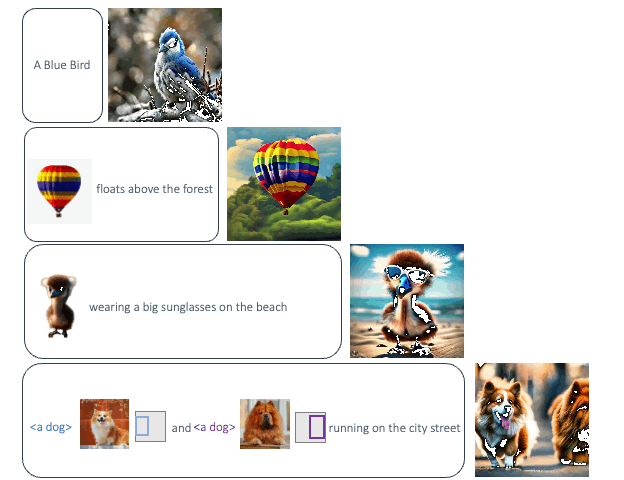 A Blue Bird
floats above the forest
wearing a big sunglasses on the beach
<a dog> and <a dog> running on the city street